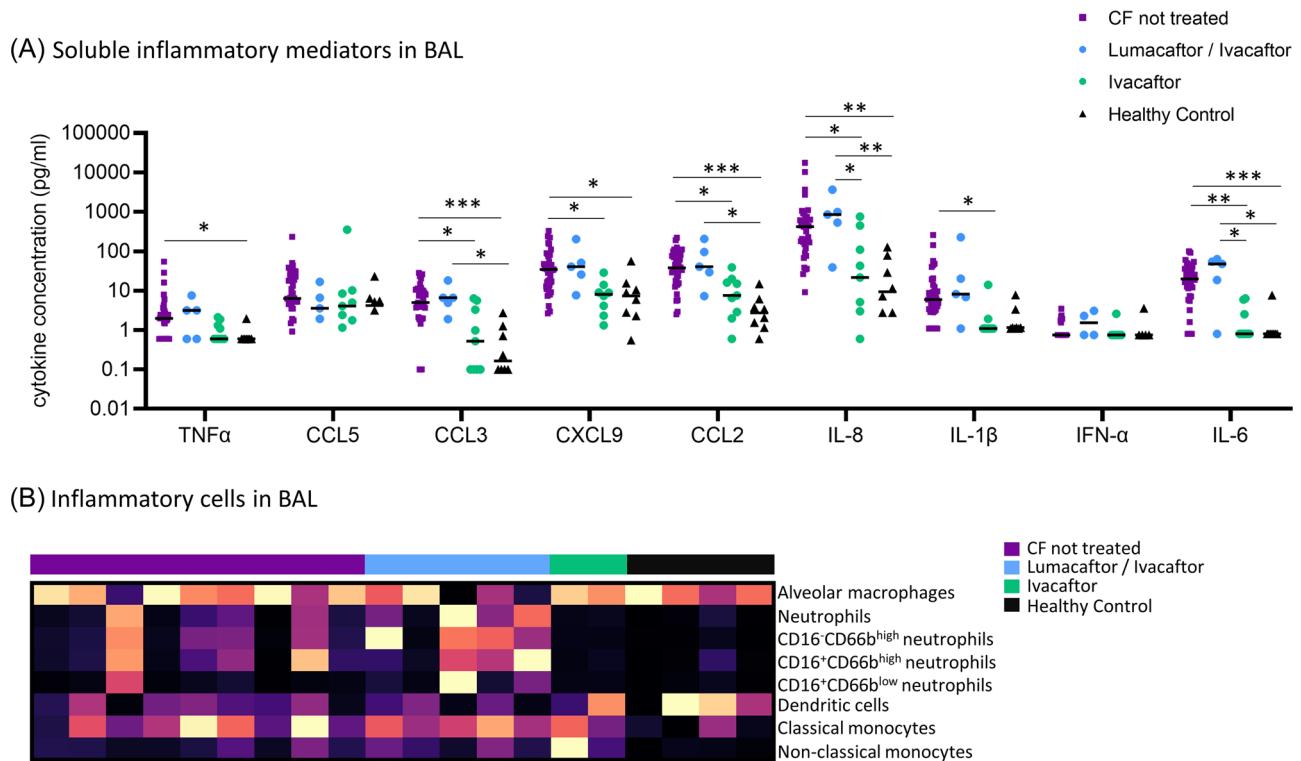 CF not treated
(A) Soluble inflammatory mediators in BAL
Lumacaftor / Ivacaftor
Ivacaftor
Healthy Control
cytokine concentration (pg/ml)
100000
10000
1000
100
10
1
0.1
0.01
*
***
*
*
*
*
***
*
*
**
*
**
*
*
***
**
*
*
TNFα CCL5 CCL3 CXCL9 CCL2 IL-8 IL-1β IFN-α IL-6
(B) Inflammatory cells in BAL
CF not treated
Lumacaftor / Ivacaftor
Ivacaftor
Healthy Control
Alveolar macrophages
Neutrophils
CD16⁻CD66bʰⁱᵍʰ neutrophils
CD16⁺CD66bʰⁱᵍʰ neutrophils
CD16⁺CD66bˡᵒʷ neutrophils
Dendritic cells
Classical monocytes
Non-classical monocytes